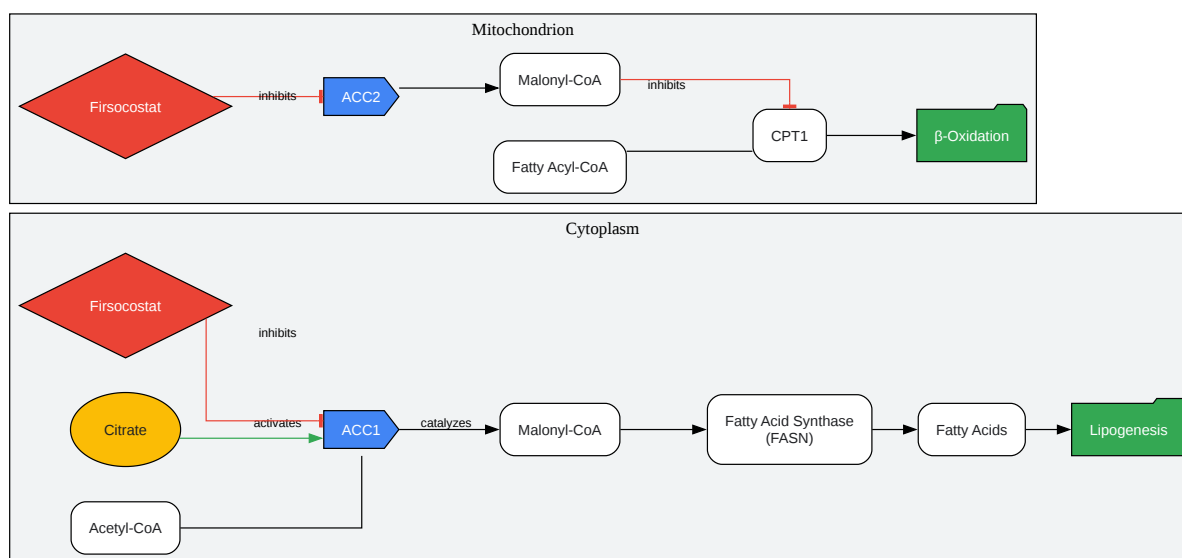 Mitochondrion
Firsocostat
inhibits
ACC2
Malonyl-CoA
inhibits
CPT1
β-Oxidation
Fatty Acyl-CoA
Cytoplasm
Firsocostat
inhibits
Citrate
activates
ACC1
catalyzes
Malonyl-CoA
Fatty Acid Synthase
(FASN)
Fatty Acids
Lipogenesis
Acetyl-CoA